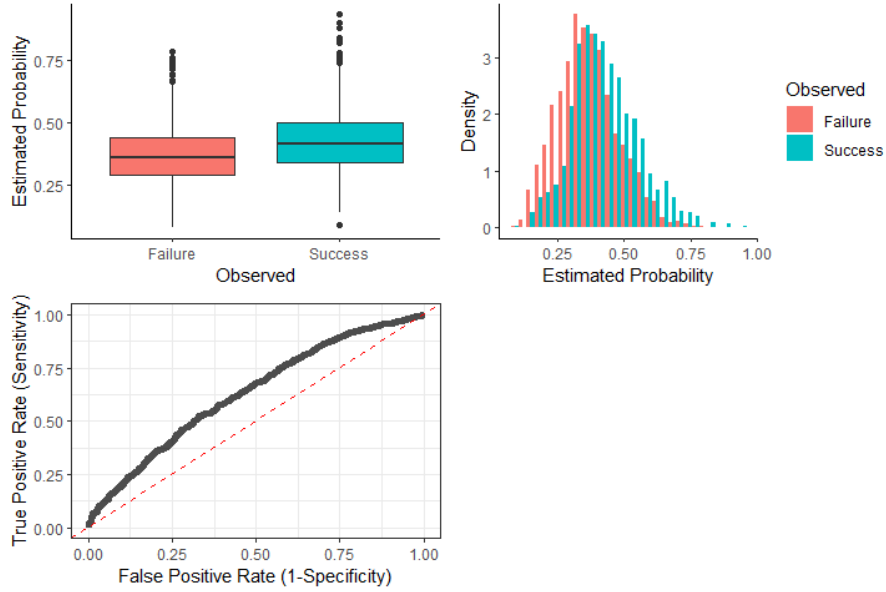 Estimated Probability
0.75
0.50
0.25
Failure
Success
Observed
Density
3
2
1
0
0.25
0.50
0.75
1.00
Estimated Probability
Observed
Failure
Success
True Positive Rate (Sensitivity)
1.00
0.75
0.50
0.25
0.00
0.00
0.25
0.50
0.75
1.00
False Positive Rate (1-Specificity)